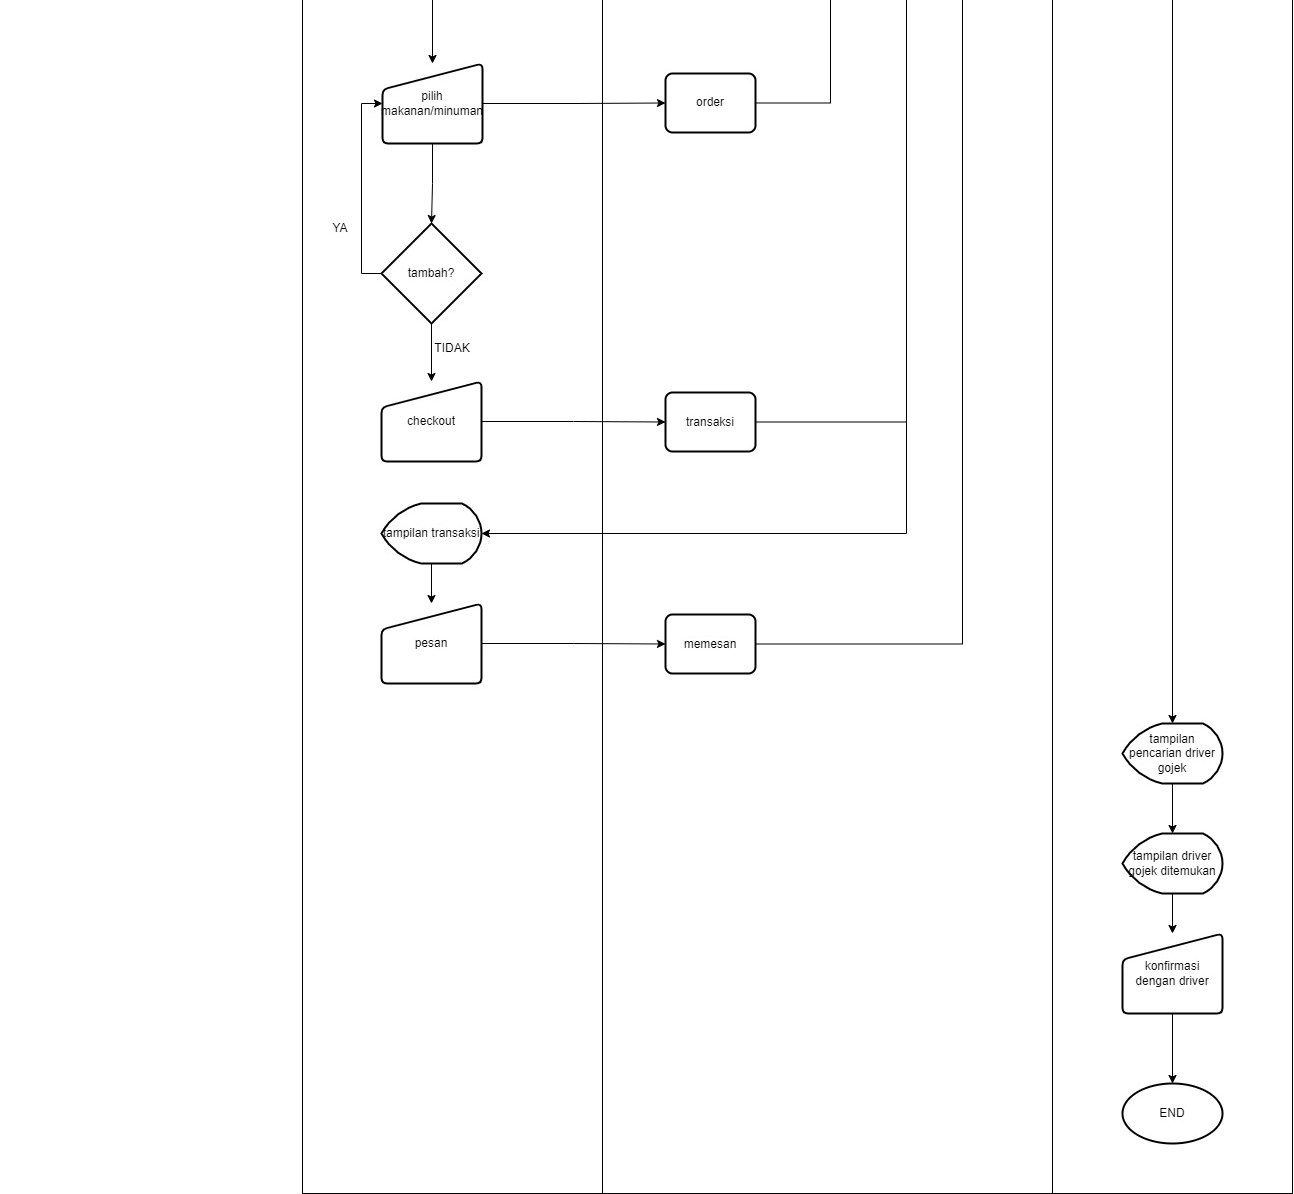 pilih
makanan/minuman
order
YA
tambah?
TIDAK
checkout
transaksi
tampilan transaksi
pesan
memesan
tampilan
pencarian driver
gojek
tampilan driver
gojek ditemukan
konfirmasi
dengan driver
END